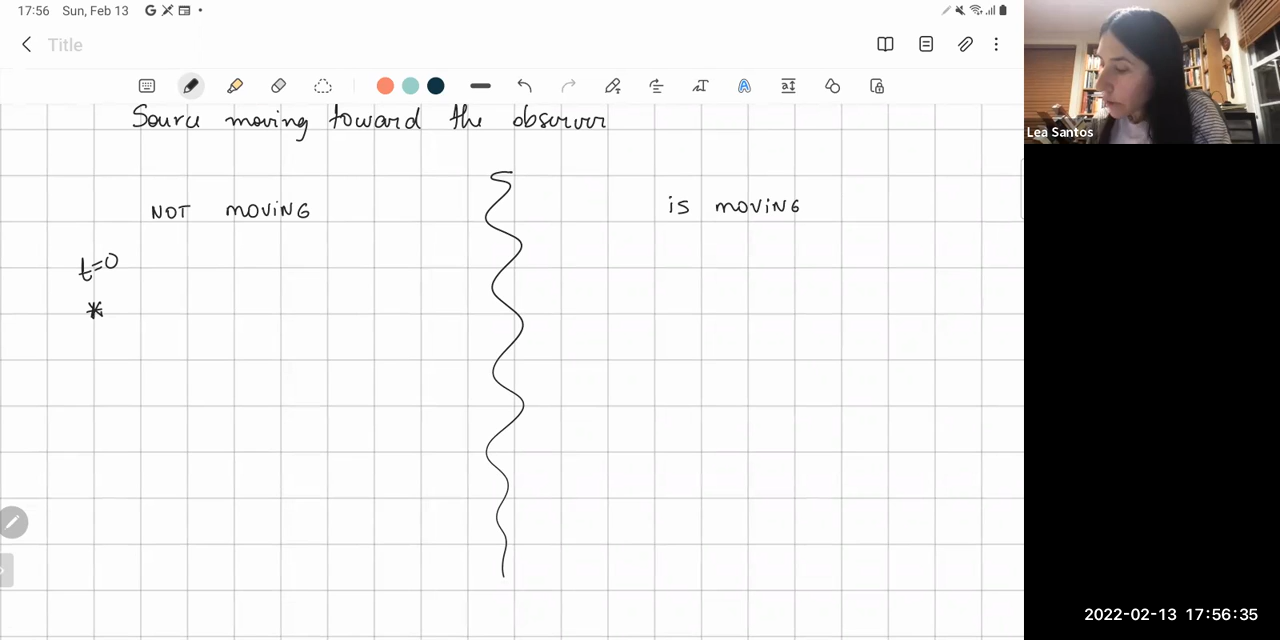 17:56 Sun, Feb 13
Title
Source moving toward the observer
NOT MOVING
is MOVING
t=0
*
Lea Santos
2022-02-13 17:56:35